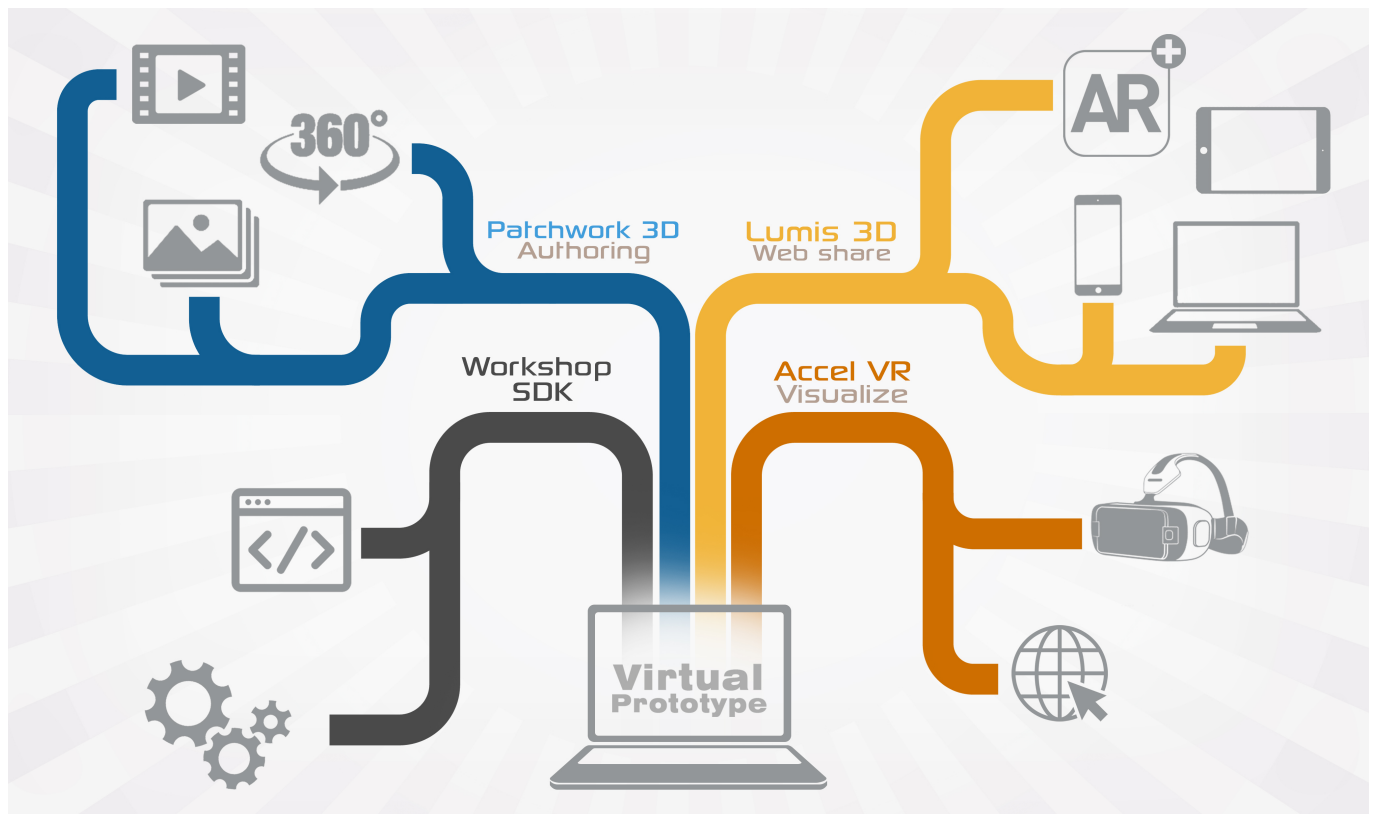 360°
AR
Patchwork 3D
Authoring
Lumis 3D
Web share
Workshop
SDK
Accel VR
Visualize
</>
Virtual
Prototype